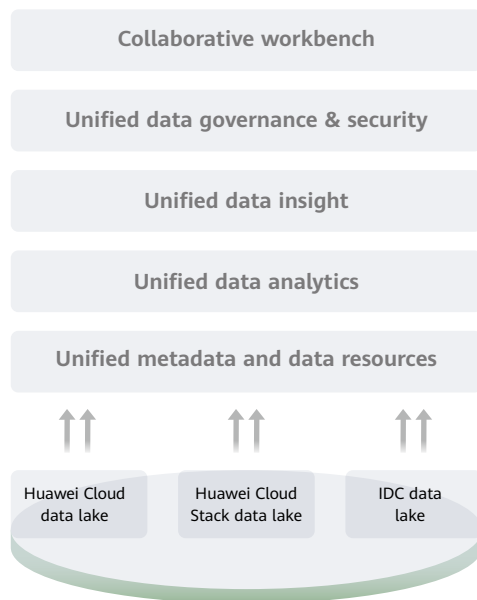 Collaborative workbench
Unified data governance & security
Unified data insight
Unified data analytics
Unified metadata and data resources
Huawei Cloud
data lake
Huawei Cloud
Stack data lake
IDC data
lake